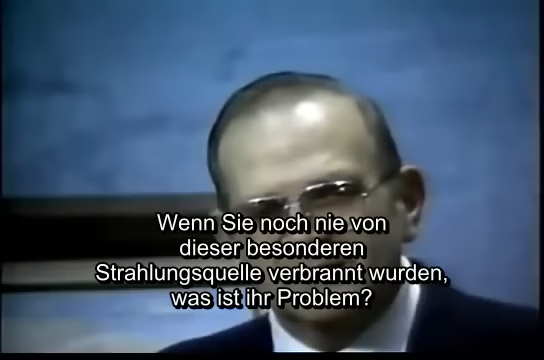 Wenn Sie noch nie von
dieser besonderen
Strahlungsquelle verbrannt wurden,
was ist ihr Problem?